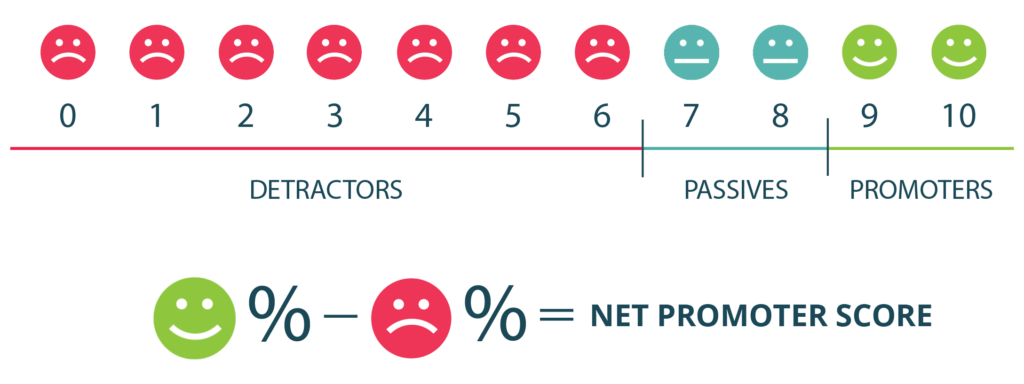 0 1 2 3 4 5 6 7 8 9 10
DETRACTORS PASSIVES PROMOTERS
% – % = NET PROMOTER SCORE